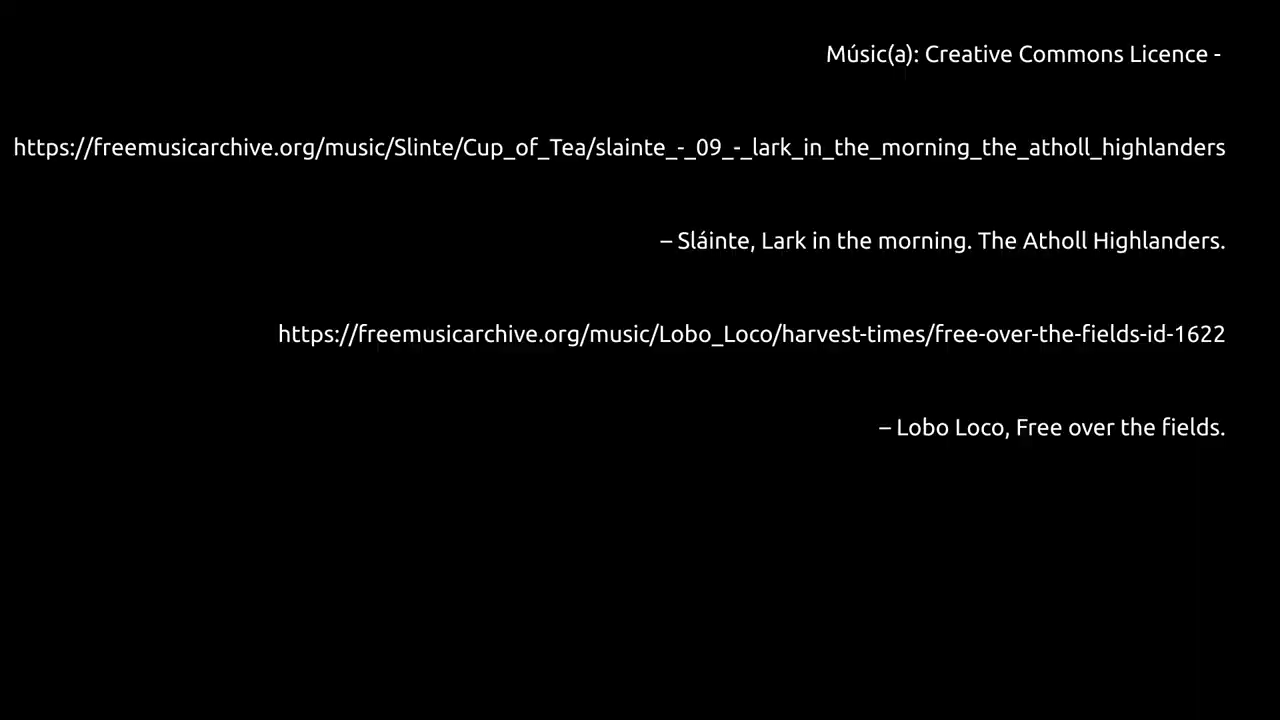 Músic(a): Creative Commons Licence -
https://freemusicarchive.org/music/Slinte/Cup_of_Tea/slainte_-_09_-_lark_in_the_morning_the_atholl_highlanders
– Sláinte, Lark in the morning. The Atholl Highlanders.
https://freemusicarchive.org/music/Lobo_Loco/harvest-times/free-over-the-fields-id-1622
– Lobo Loco, Free over the fields.